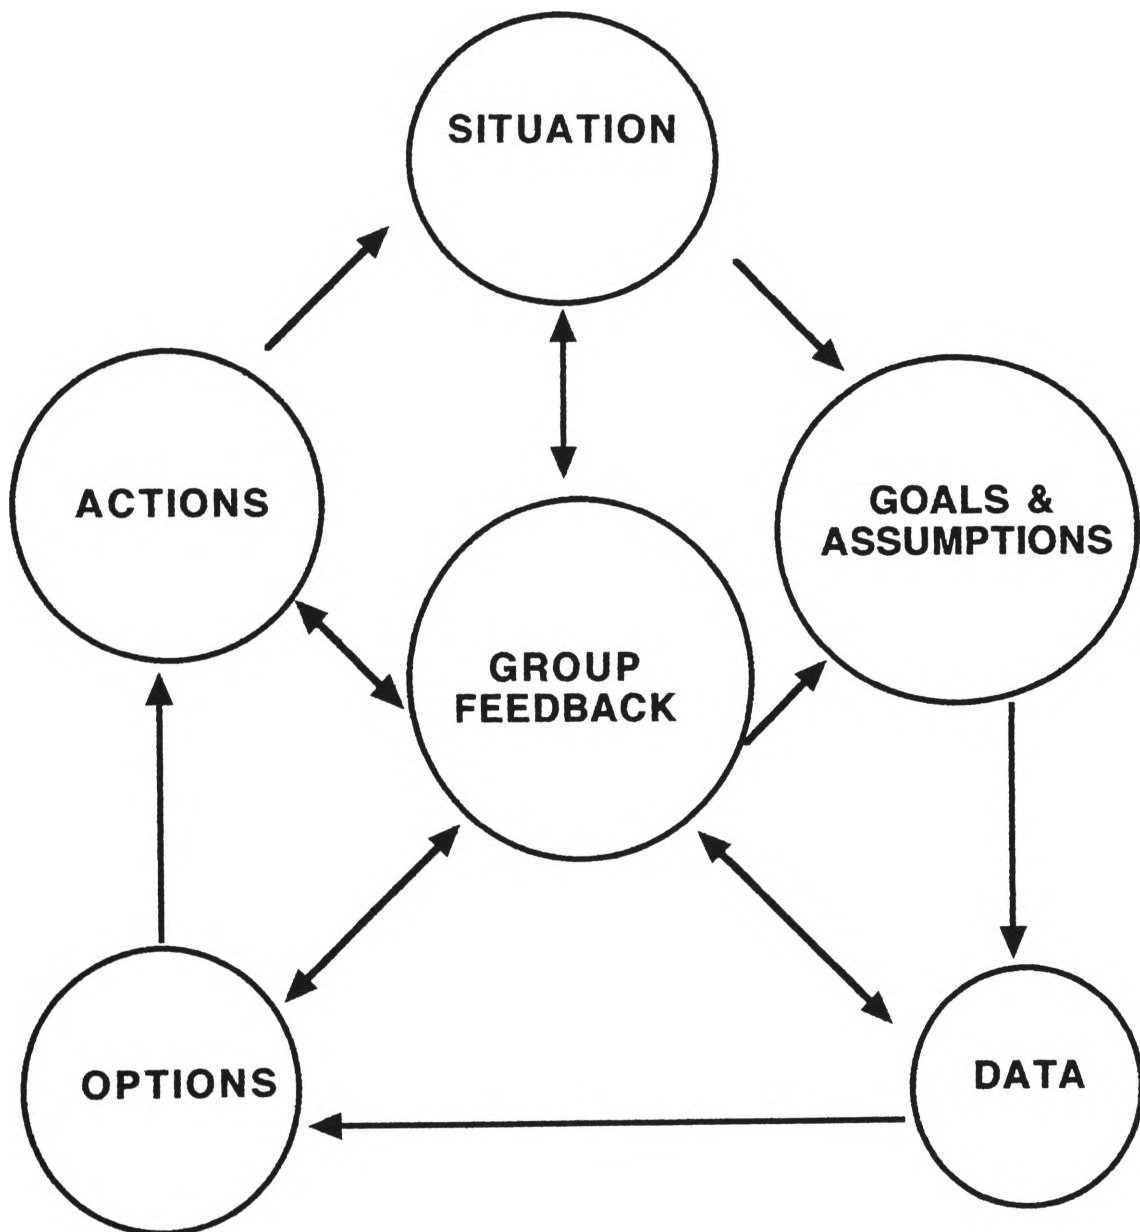 SITUATION
ACTIONS
GOALS &
ASSUMPTIONS
GROUP
FEEDBACK
OPTIONS
DATA